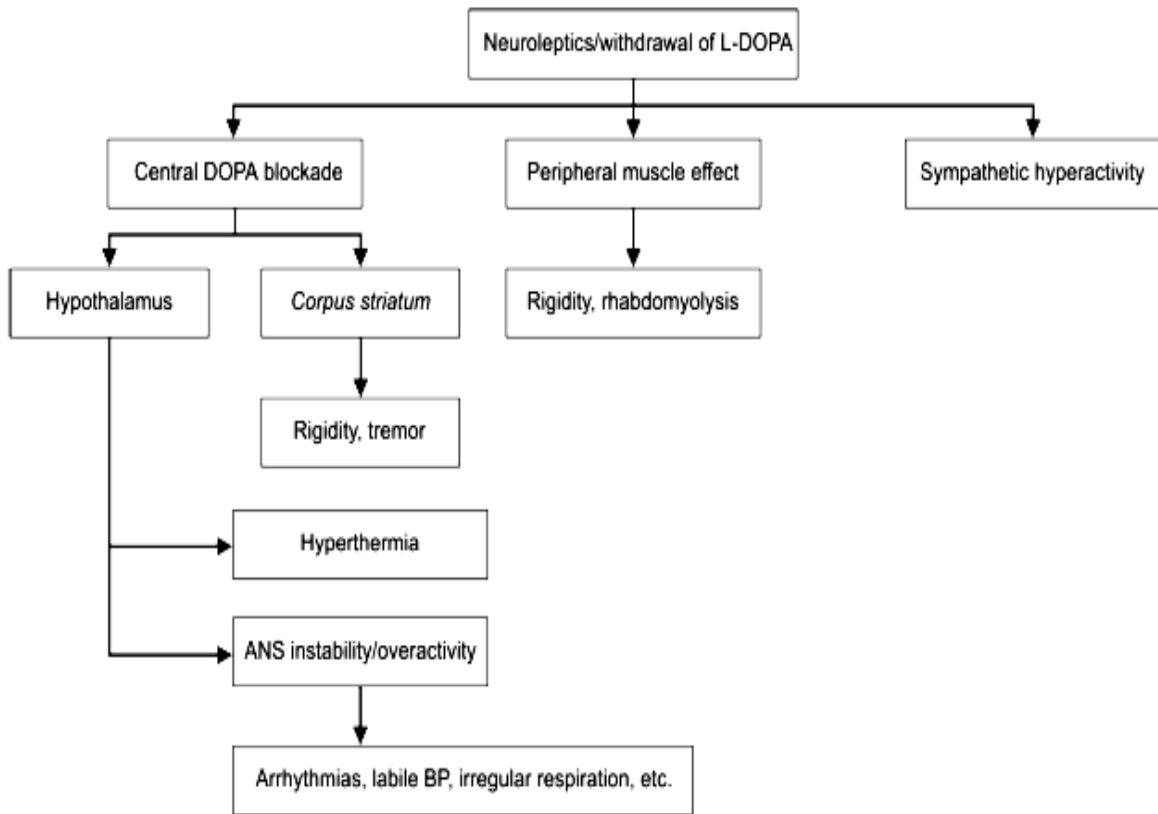 Neuroleptics/withdrawal of L-DOPA
Central DOPA blockade
Peripheral muscle effect
Sympathetic hyperactivity
Hypothalamus
Corpus striatum
Rigidity, rhabdomyolysis
Rigidity, tremor
Hyperthermia
ANS instability/overactivity
Arrhythmias, labile BP, irregular respiration, etc.